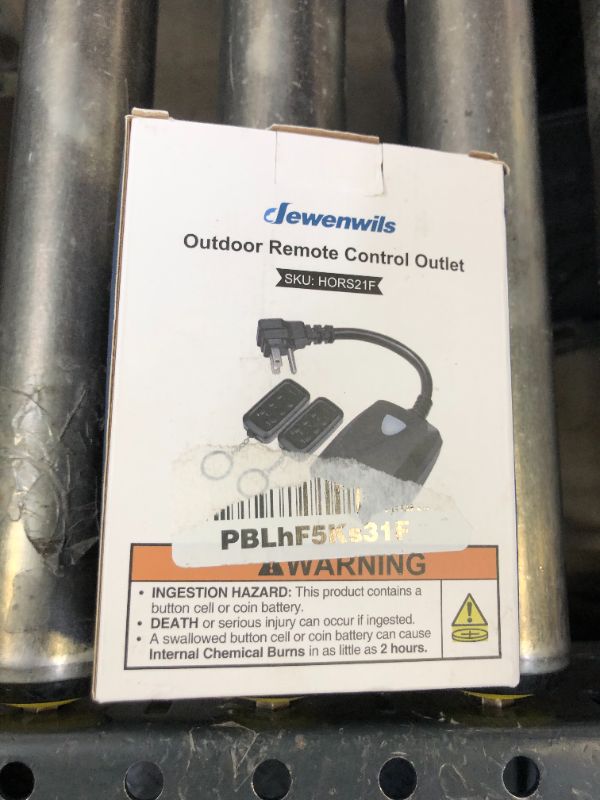 Dewenwils
Outdoor Remote Control Outlet
SKU: HORS21F
PBLhF5Ks31F
WARNING
• INGESTION HAZARD: This product contains a
button cell or coin battery.
• DEATH or serious injury can occur if ingested.
• A swallowed button cell or coin battery can cause
Internal Chemical Burns in as little as 2 hours.